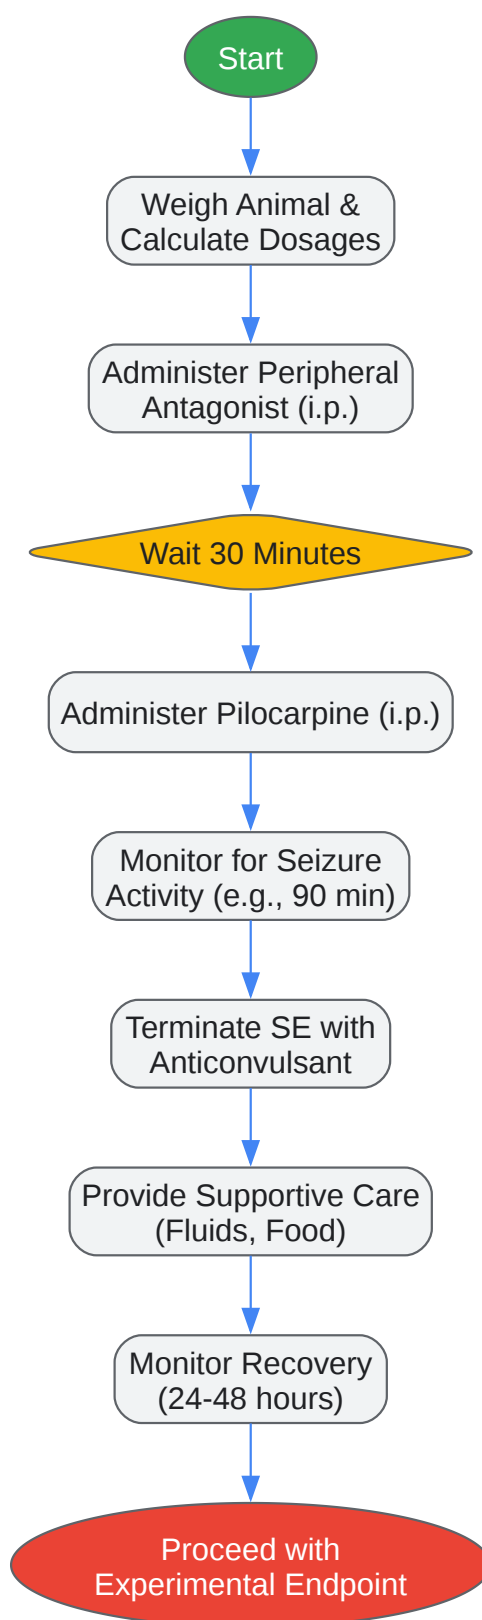 Start
Weigh Animal &
Calculate Dosages
Administer Peripheral
Antagonist (i.p.)
Wait 30 Minutes
Administer Pilocarpine (i.p.)
Monitor for Seizure
Activity (e.g., 90 min)
Terminate SE with
Anticonvulsant
Provide Supportive Care
(Fluids, Food)
Monitor Recovery
(24-48 hours)
Proceed with
Experimental Endpoint